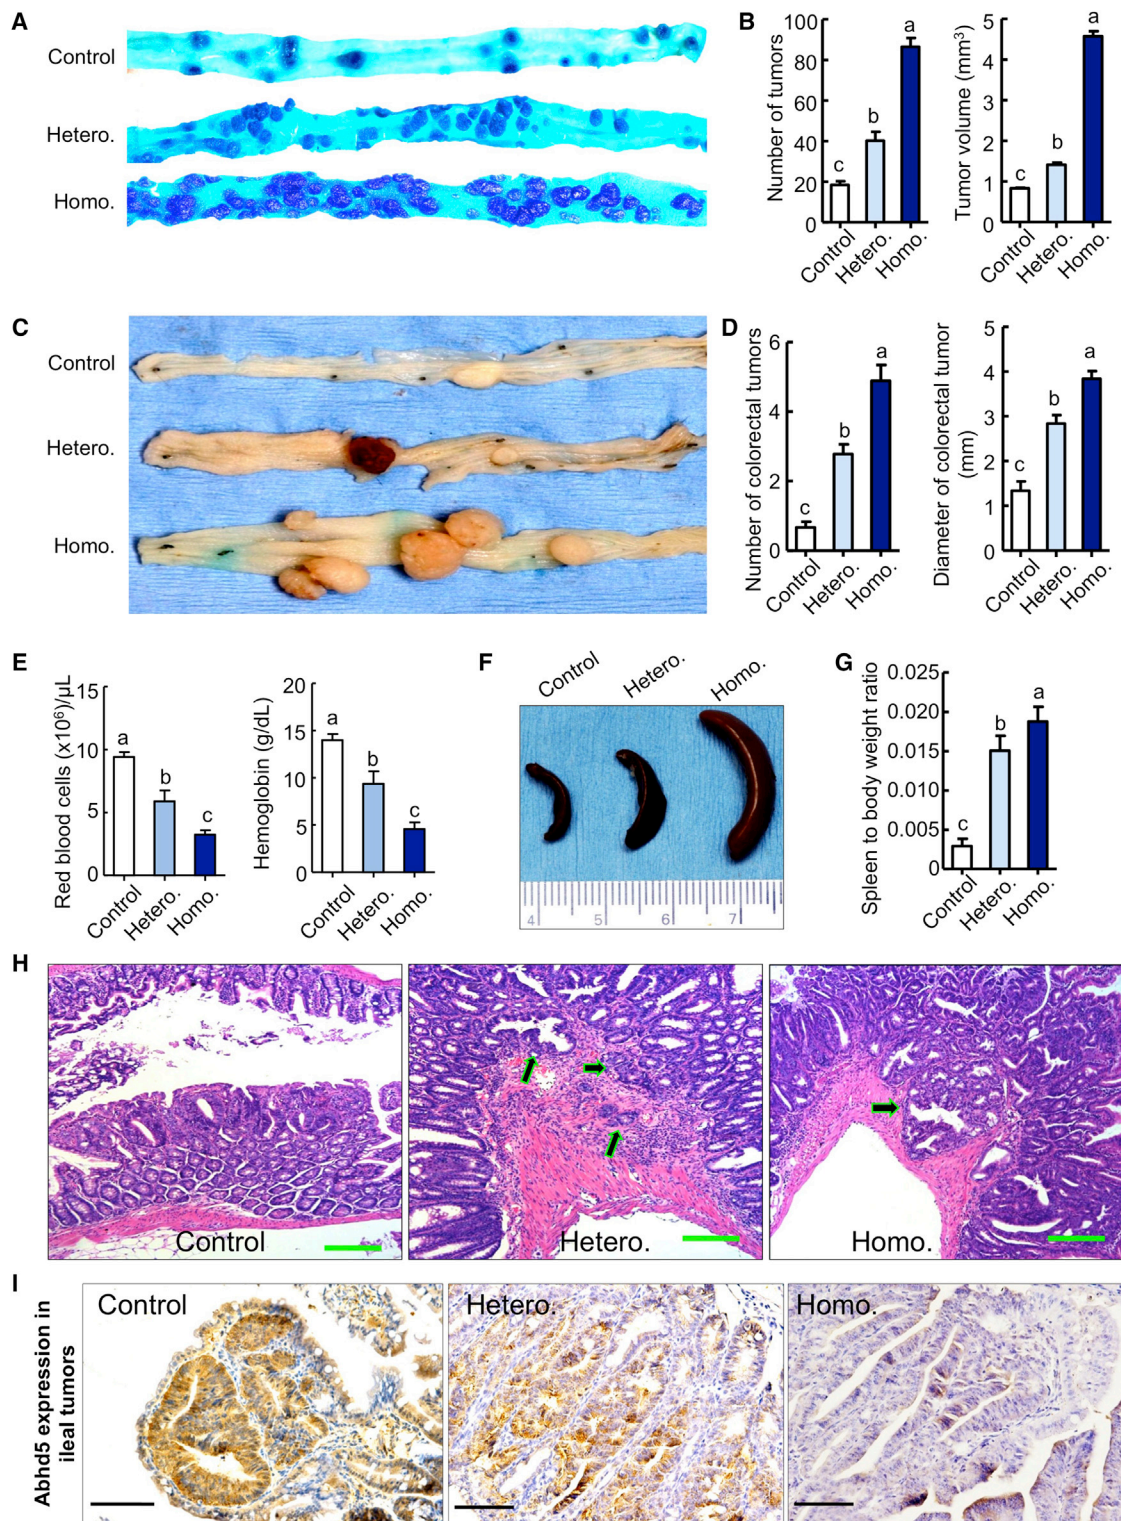 A
Control
Hetero.
Homo.
B
Number of tumors
100
80
60
40
20
0
c
b
a
Control
Hetero.
Homo.
Tumor volume (mm³)
5
4
3
2
1
0
c
b
a
Control
Hetero.
Homo.
C
Control
Hetero.
Homo.
D
Number of colorectal tumors
6
4
2
0
c
b
a
Control
Hetero.
Homo.
Diameter of colorectal tumor
(mm)
5
4
3
2
1
0
c
b
a
Control
Hetero.
Homo.
E
Red blood cells (x10⁶)/µL
15
10
5
0
a
b
c
Control
Hetero.
Homo.
Hemoglobin (g/dL)
20
15
10
5
0
a
b
c
Control
Hetero.
Homo.
F
Control
Hetero.
Homo.
4 5 6 7
G
Spleen to body weight ratio
0.025
0.020
0.015
0.010
0.005
0
c
b
a
Control
Hetero.
Homo.
H
Control
Hetero.
Homo.
I
Abhd5 expression in
ileal tumors
Control
Hetero.
Homo.